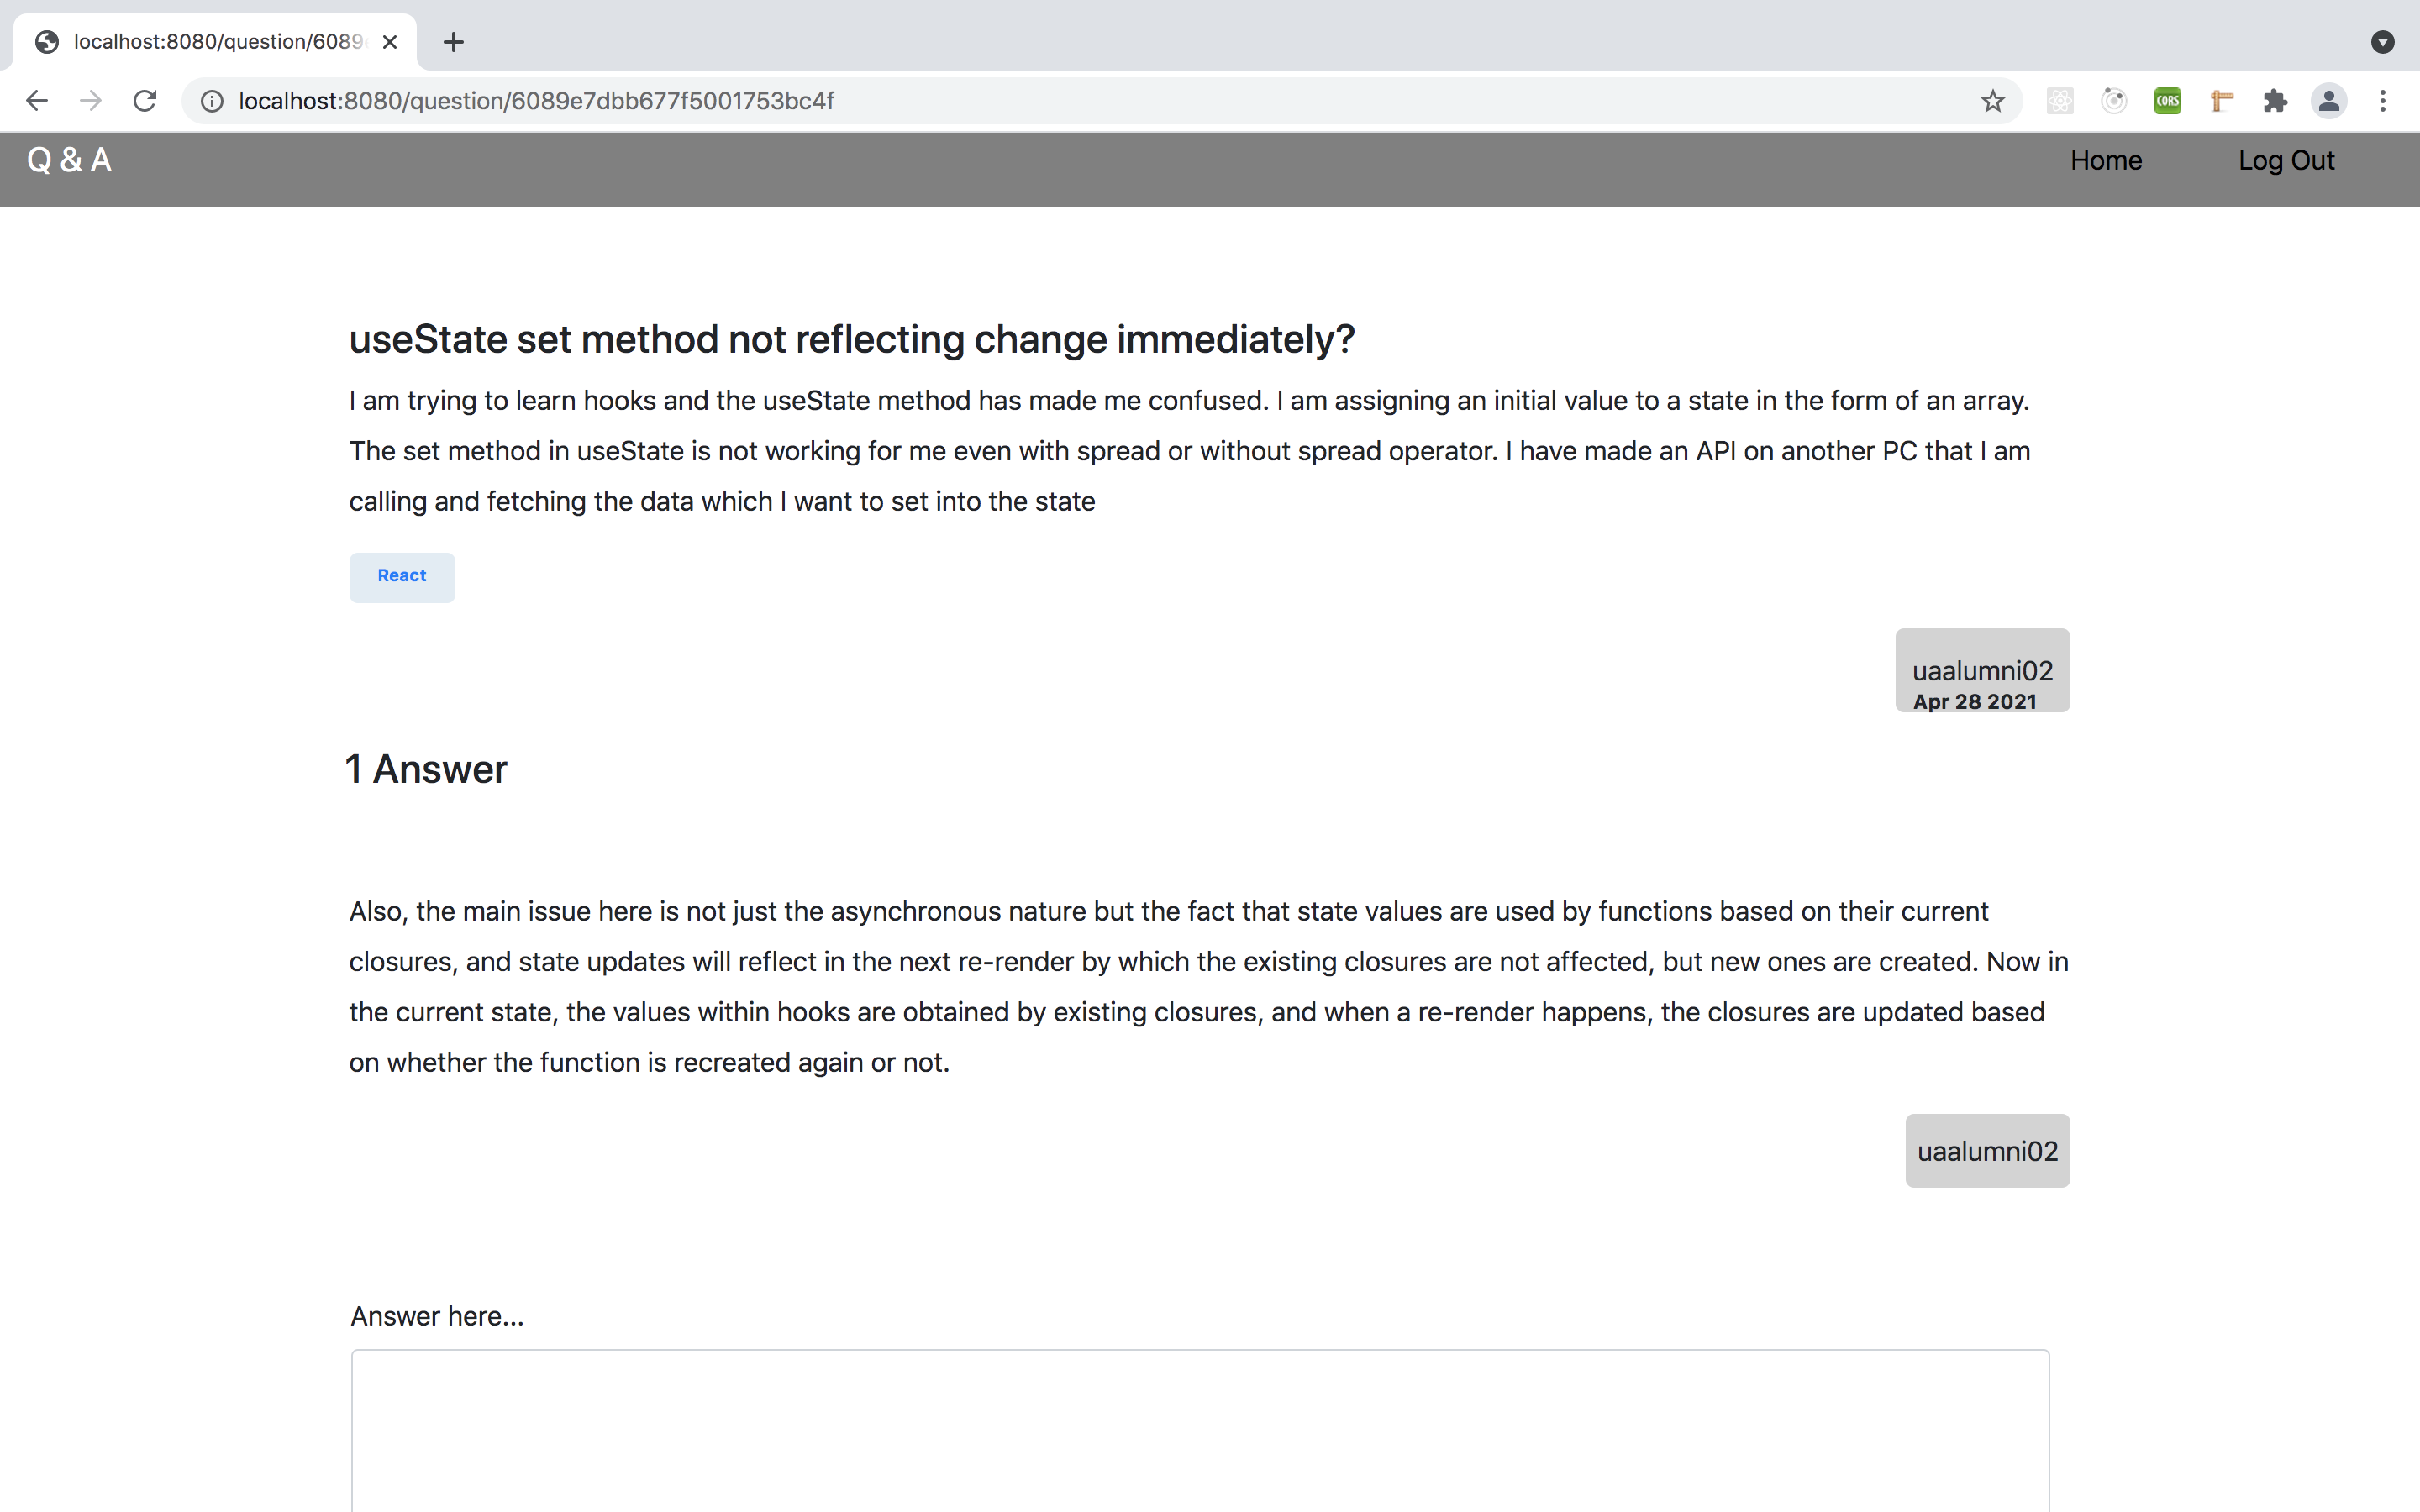 localhost:8080/question/6089
localhost:8080/question/6089e7dbb677f5001753bc4f
CORS
Q & A
Home
Log Out
useState set method not reflecting change immediately?
I am trying to learn hooks and the useState method has made me confused. I am assigning an initial value to a state in the form of an array.
The set method in useState is not working for me even with spread or without spread operator. I have made an API on another PC that I am
calling and fetching the data which I want to set into the state
React
uaalumni02
Apr 28 2021
1 Answer
Also, the main issue here is not just the asynchronous nature but the fact that state values are used by functions based on their current
closures, and state updates will reflect in the next re-render by which the existing closures are not affected, but new ones are created. Now in
the current state, the values within hooks are obtained by existing closures, and when a re-render happens, the closures are updated based
on whether the function is recreated again or not.
uaalumni02
Answer here...